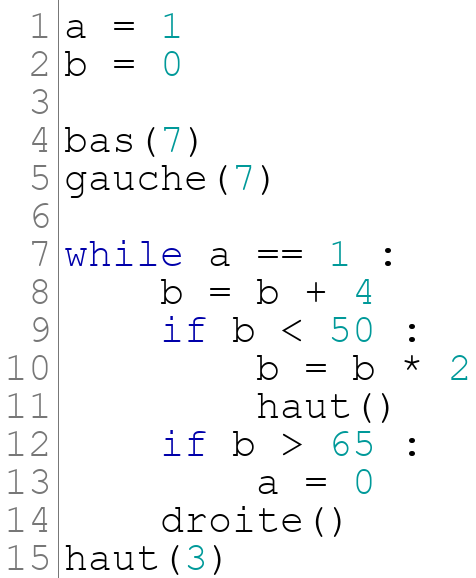 1 a = 1
2 b = 0
3
4 bas(7)
5 gauche(7)
6
7 while a == 1 :
8     b = b + 4
9     if b < 50 :
10         b = b * 2
11         haut()
12     if b > 65 :
13         a = 0
14     droite()
15 haut(3)